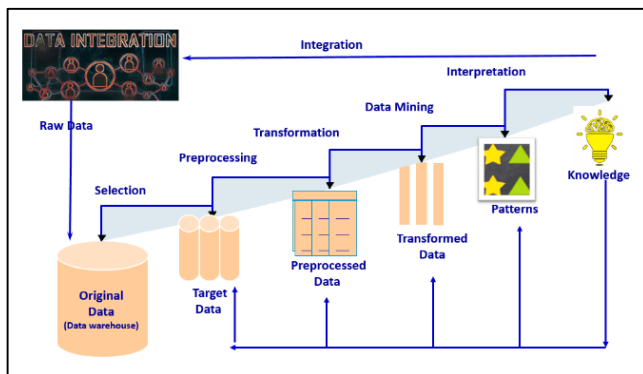 DATA INTEGRATION
Integration
Interpretation
Raw Data
Data Mining
Transformation
Preprocessing
Selection
Knowledge
Patterns
Transformed
Data
Preprocessed
Data
Target
Data
Original
Data
(Data warehouse)